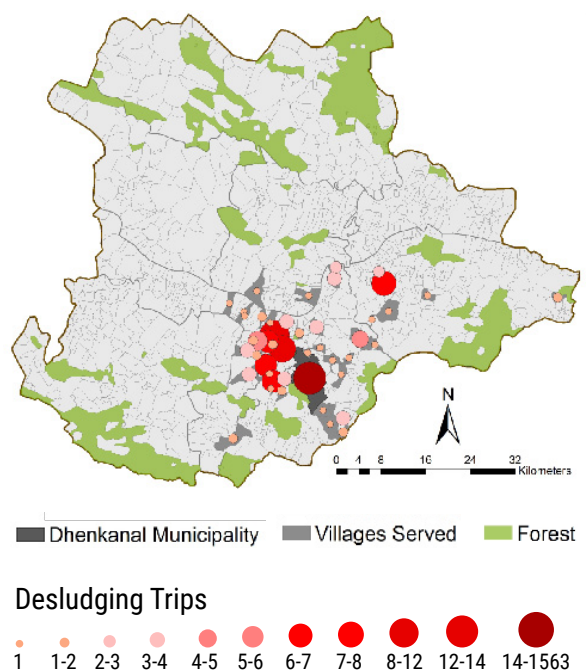 N
0 4 8 16 24 32
Kilometers
Dhenkanal Municipality Villages Served Forest
Desludging Trips
1 1-2 2-3 3-4 4-5 5-6 6-7 7-8 8-12 12-14 14-1563